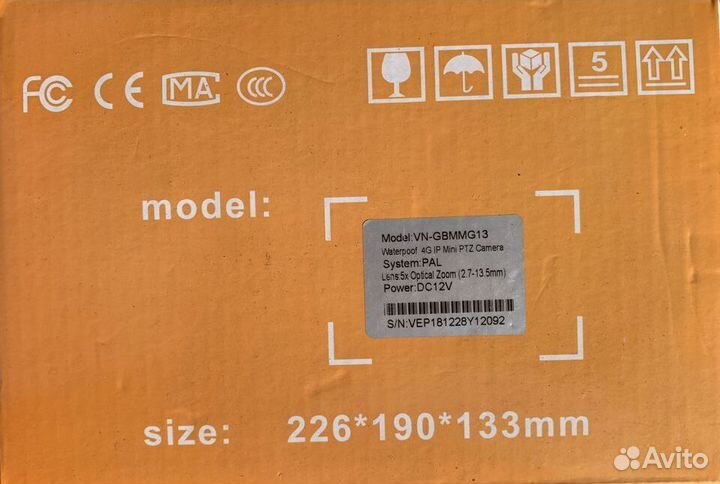 FC CE MA CCC
5
model:
Model:VN-GBMMG13
Waterpoof 4G IP Mini PTZ Camera
System:PAL
Lens:5x Optical Zoom (2.7-13.5mm)
Power:DC12V
S/N:VEP181228Y12092
size: 226*190*133mm
Avito